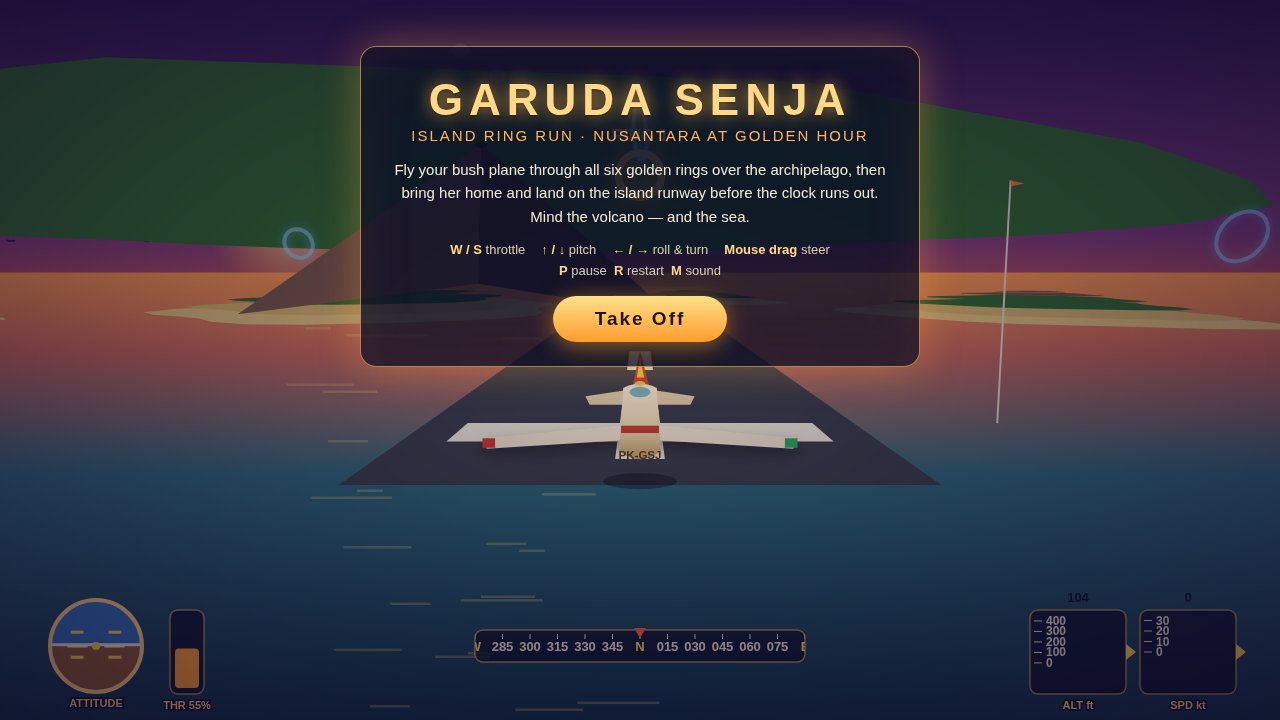 GARUDA SENJA
ISLAND RING RUN · NUSANTARA AT GOLDEN HOUR
Fly your bush plane through all six golden rings over the archipelago, then
bring her home and land on the island runway before the clock runs out.
Mind the volcano — and the sea.
W / S throttle ↑ / ↓ pitch ← / → roll & turn Mouse drag steer
P pause R restart M sound
Take Off
PK-GSJ
104
0
400
300
200
100
0
30
20
10
0
W 285 300 315 330 345 N 015 030 045 060 075 E
ATTITUDE
THR 55%
ALT ft
SPD kt